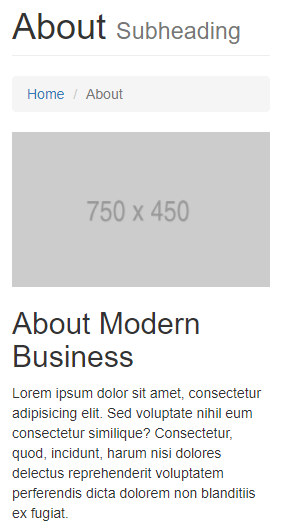 About Subheading
Home / About
750 x 450
About Modern
Business
Lorem ipsum dolor sit amet, consectetur
adipisicing elit. Sed voluptate nihil eum
consectetur similique? Consectetur,
quod, incidunt, harum nisi dolores
delectus reprehenderit voluptatem
perferendis dicta dolorem non blanditiis
ex fugiat.